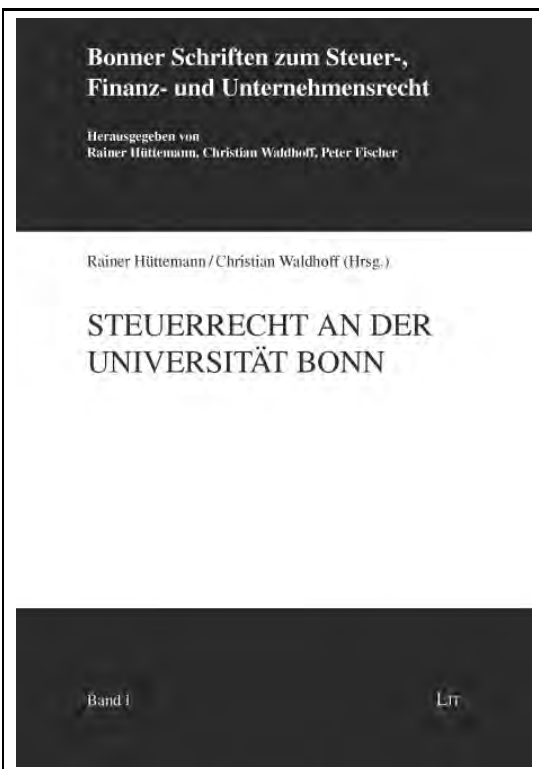 Bonner Schriften zum Steuer-,
Finanz- und Unternehmensrecht
Herausgegeben von
Rainer Hüttemann, Christian Waldhoff, Peter Fischer
Rainer Hüttemann / Christian Waldhoff (Hrsg.)
STEUERRECHT AN DER
UNIVERSITÄT BONN
Band 1
LIT